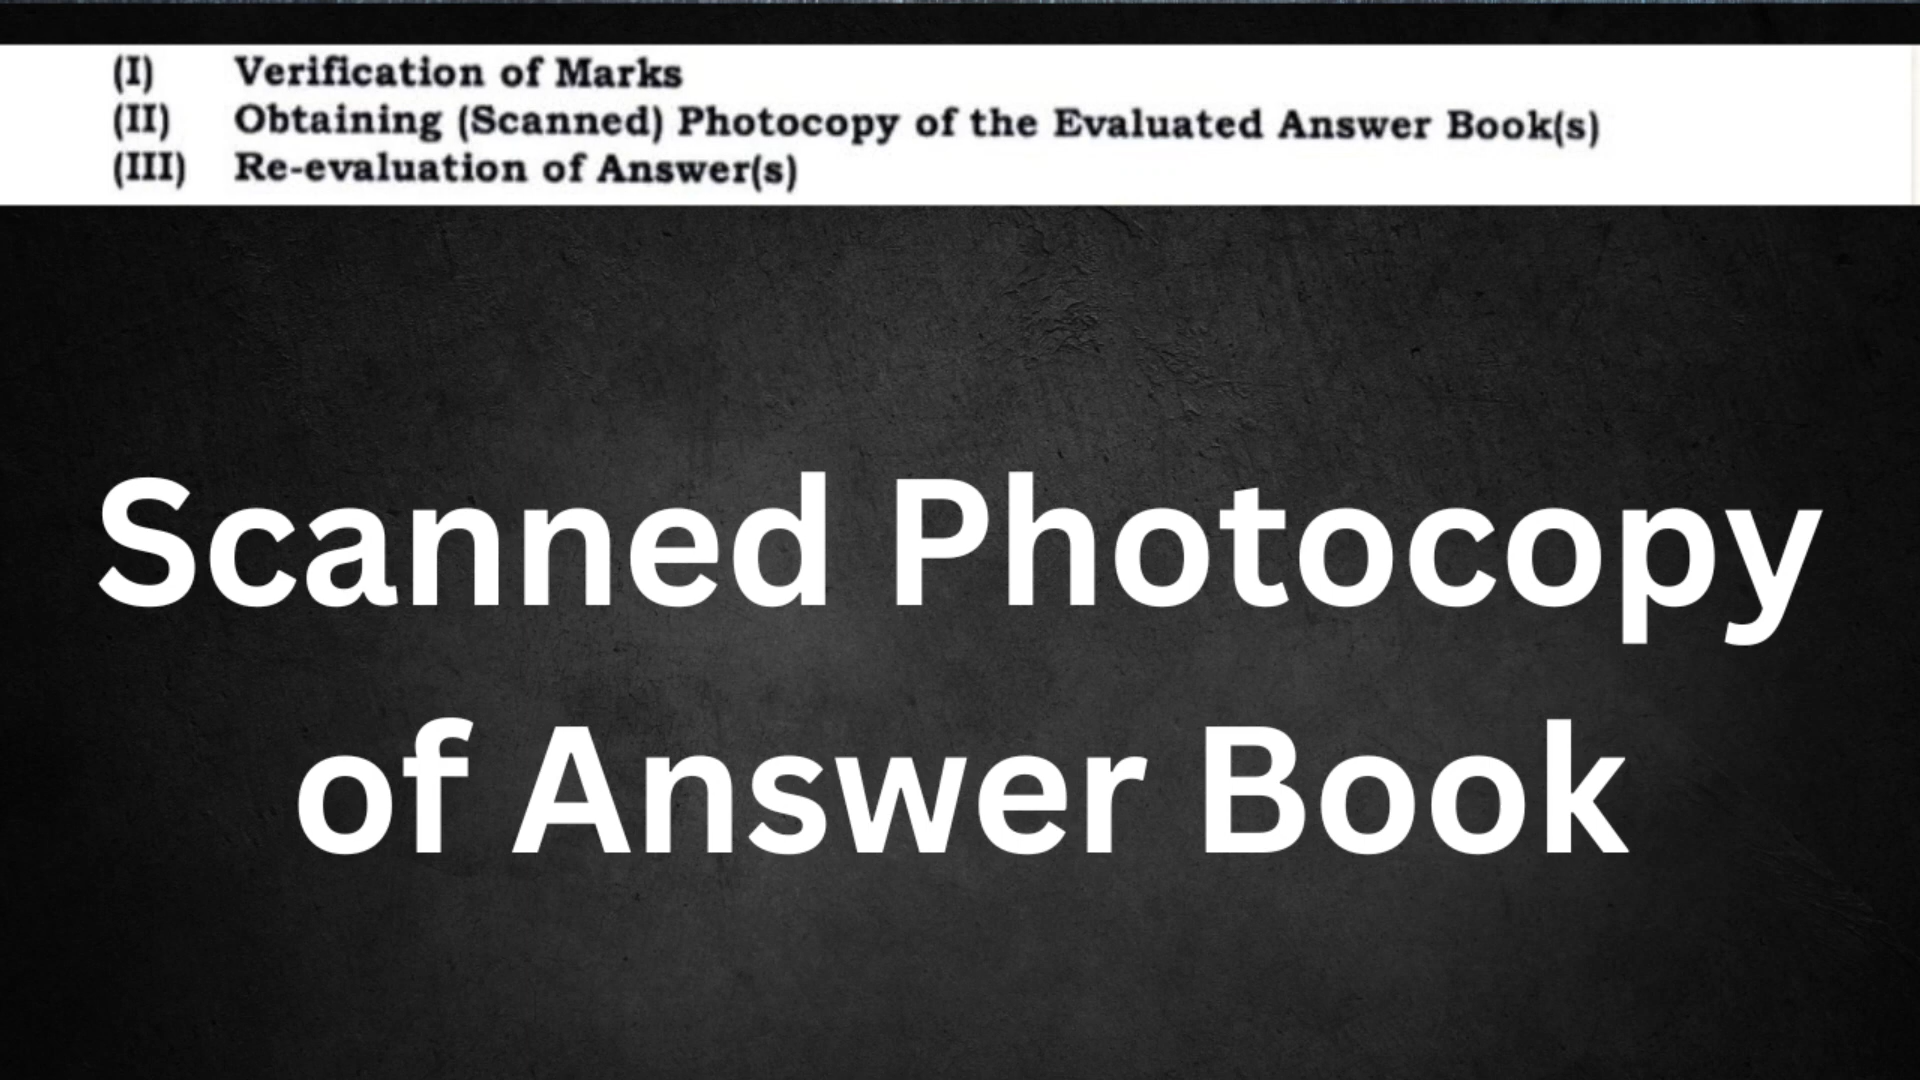 (I) Verification of Marks
(II) Obtaining (Scanned) Photocopy of the Evaluated Answer Book(s)
(III) Re-evaluation of Answer(s)
Scanned Photocopy
of Answer Book